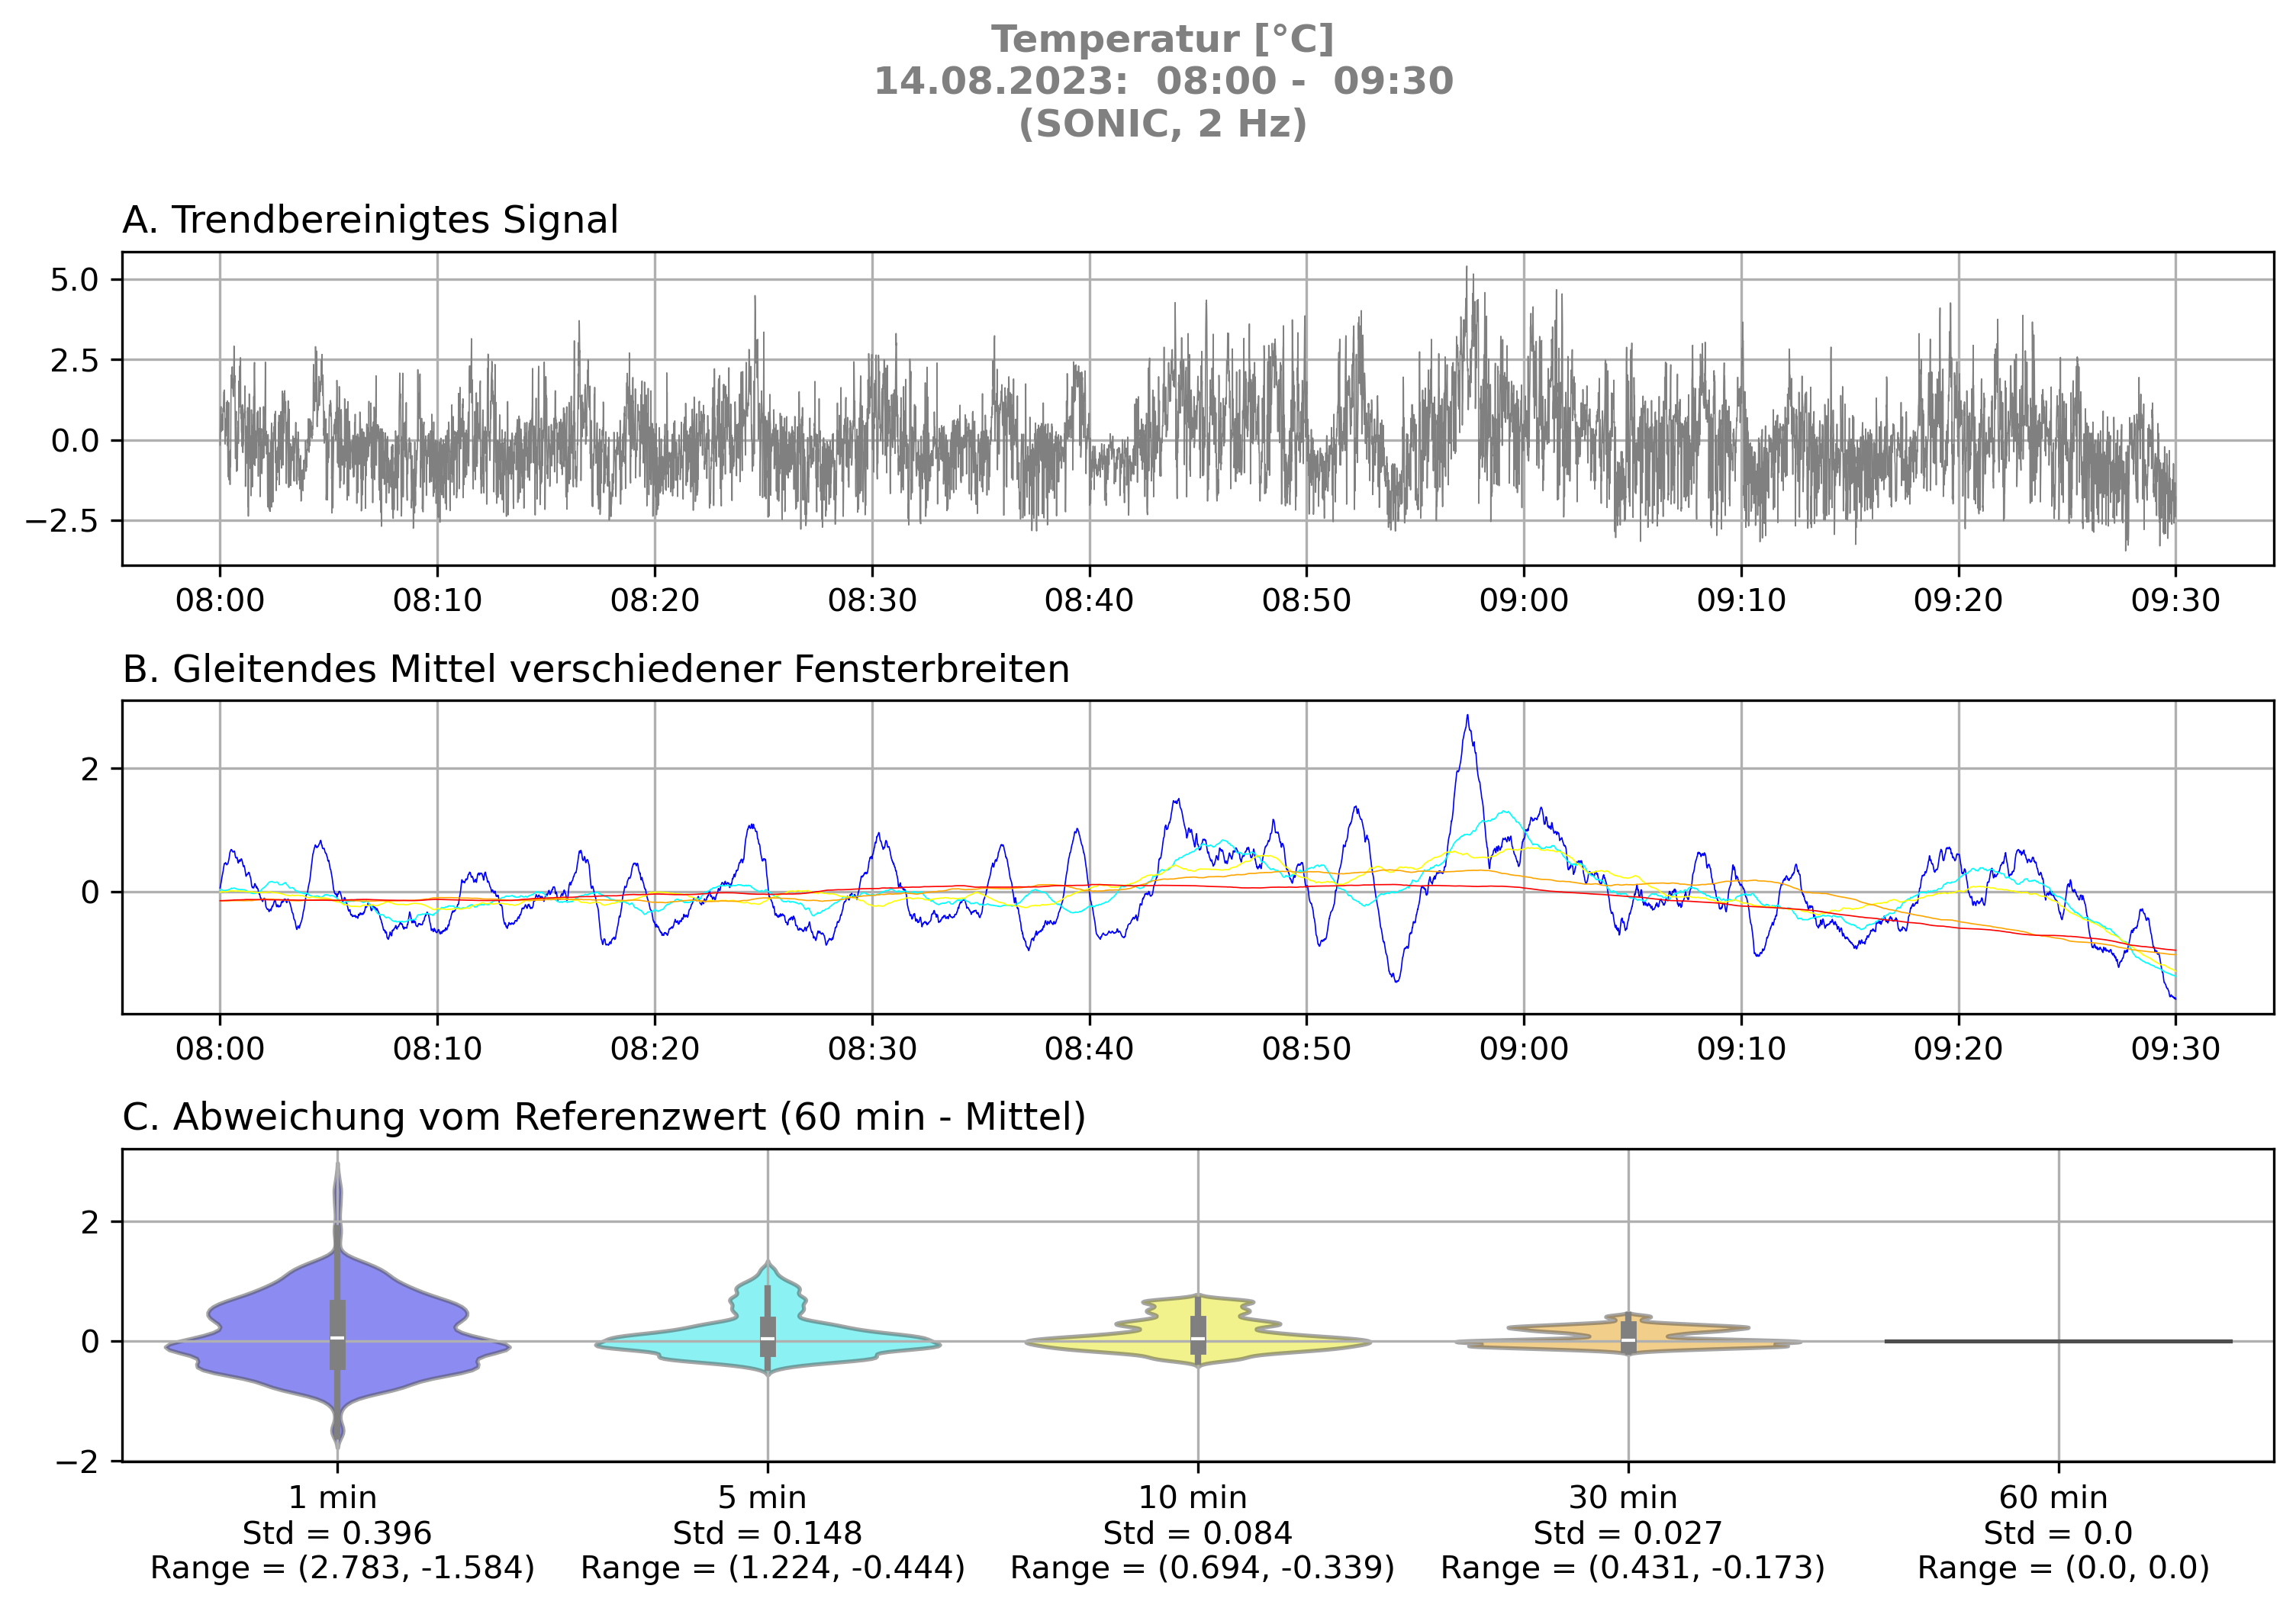 Temperatur [°C]
14.08.2023:  08:00 -  09:30
(SONIC, 2 Hz)
A. Trendbereinigtes Signal
5.0
2.5
0.0
−2.5
08:00 08:10 08:20 08:30 08:40 08:50 09:00 09:10 09:20 09:30
B. Gleitendes Mittel verschiedener Fensterbreiten
2
0
08:00 08:10 08:20 08:30 08:40 08:50 09:00 09:10 09:20 09:30
C. Abweichung vom Referenzwert (60 min - Mittel)
2
0
−2
1 min 5 min 10 min 30 min 60 min
Std = 0.396 Std = 0.148 Std = 0.084 Std = 0.027 Std = 0.0
Range = (2.783, -1.584) Range = (1.224, -0.444) Range = (0.694, -0.339) Range = (0.431, -0.173) Range = (0.0, 0.0)